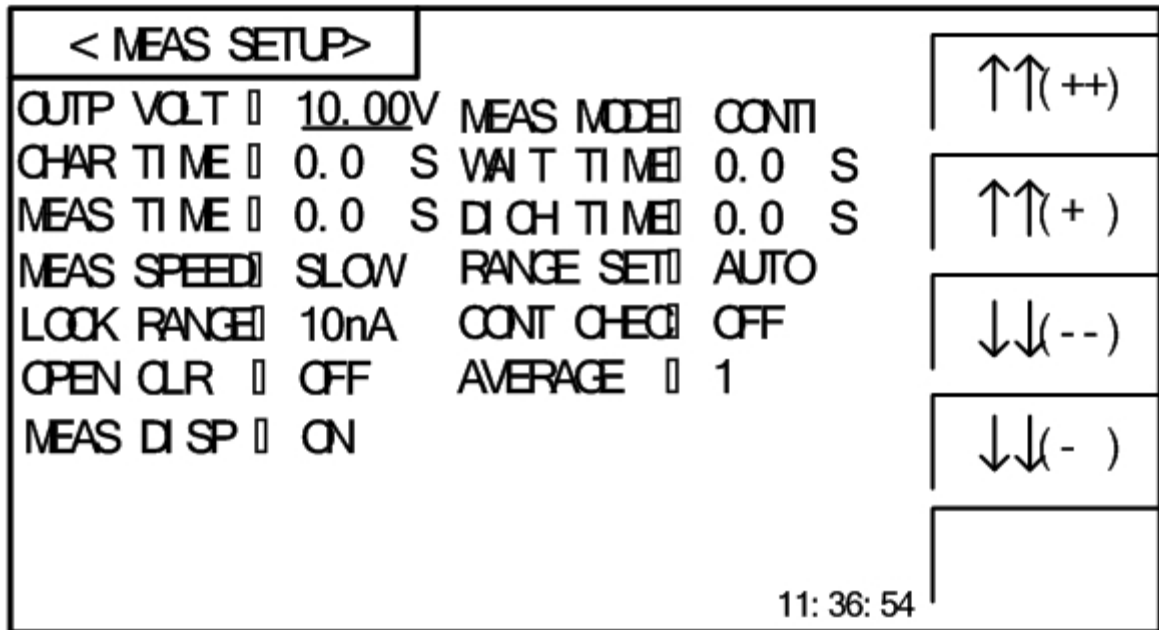 < MEAS SETUP>
OUTP VOLT : 10.00V MEAS MODE: CONTI
CHAR TIME : 0.0 S WAIT TIME: 0.0 S
MEAS TIME : 0.0 S DICH TIME: 0.0 S
MEAS SPEED: SLOW RANGE SET: AUTO
LOCK RANGE: 10nA CONT CHEC: OFF
OPEN CLR : OFF AVERAGE : 1
MEAS DISP : ON
↑↑(++)
↑↑(+ )
↓↓(--)
↓↓(- )
11:36:54